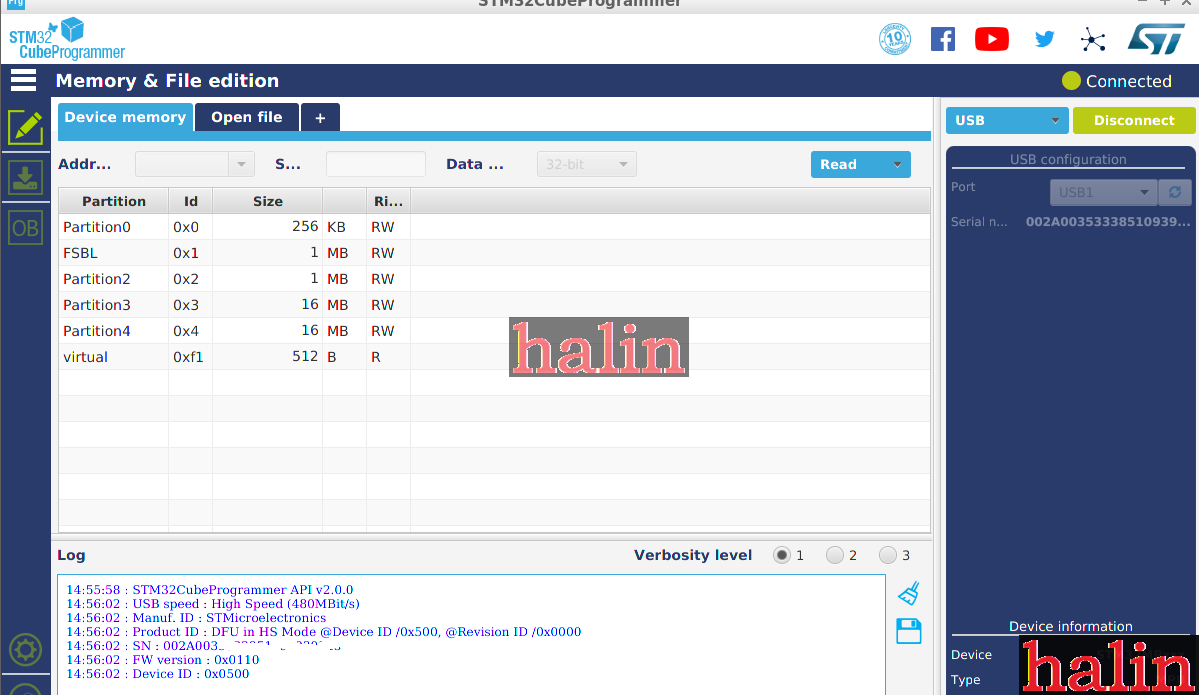 STM32CubeProgrammer
Prg
STM32
CubeProgrammer
10
Memory & File edition
Connected
Device memory
Open file
+
USB
Disconnect
Addr...
S...
Data ...
32-bit
Read
USB configuration
Port
USB1
Serial n...
002A00353338510939...
OB
Partition Id Size Ri...
Partition0 0x0 256 KB RW
FSBL 0x1 1 MB RW
Partition2 0x2 1 MB RW
Partition3 0x3 16 MB RW
Partition4 0x4 16 MB RW
virtual 0xf1 512 B R
halin
Log
Verbosity level
1
2
3
14:55:58 : STM32CubeProgrammer API v2.0.0
14:56:02 : USB speed : High Speed (480MBit/s)
14:56:02 : Manuf. ID : STMicroelectronics
14:56:02 : Product ID : DFU in HS Mode @Device ID /0x500, @Revision ID /0x0000
14:56:02 : SN : 002A003
14:56:02 : FW version : 0x0110
14:56:02 : Device ID : 0x0500
Device information
Device
Type
halin